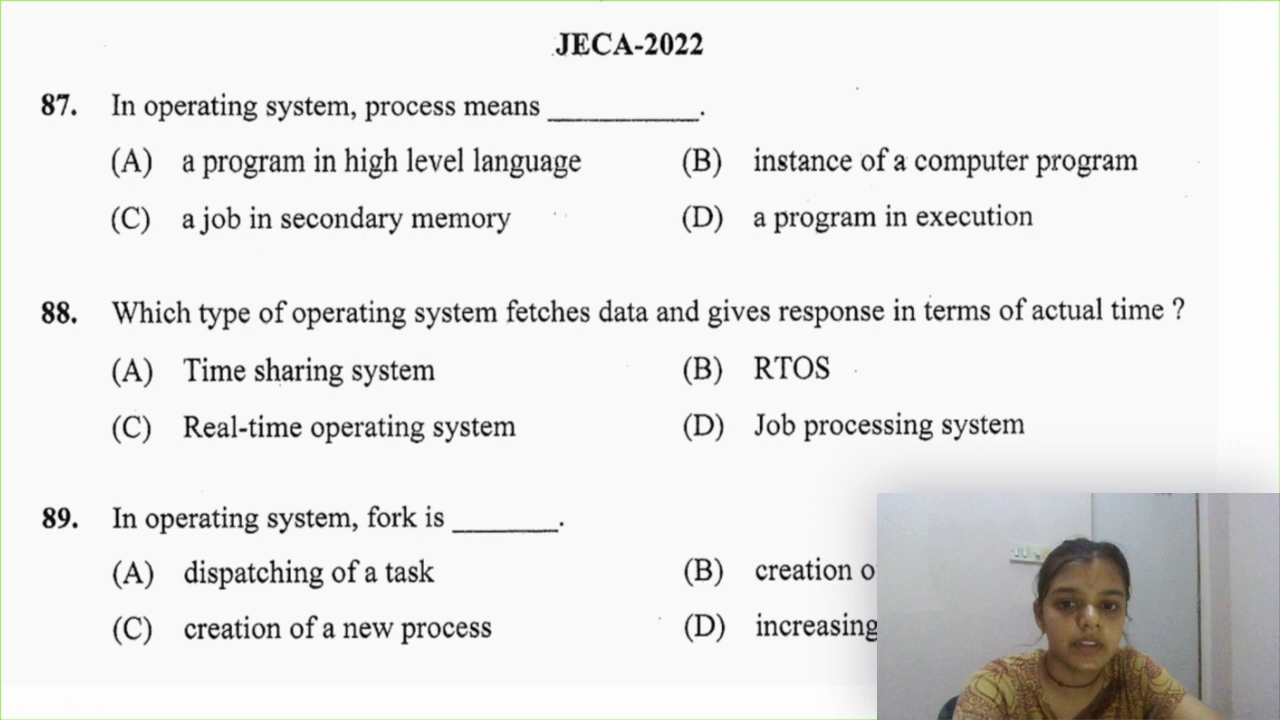 JECA-2022
87. In operating system, process means __________.
(A) a program in high level language (B) instance of a computer program
(C) a job in secondary memory (D) a program in execution
88. Which type of operating system fetches data and gives response in terms of actual time ?
(A) Time sharing system (B) RTOS
(C) Real-time operating system (D) Job processing system
89. In operating system, fork is _______.
(A) dispatching of a task (B) creation o
(C) creation of a new process (D) increasing